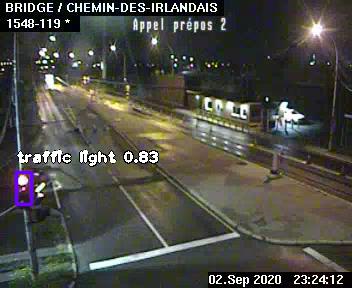 BRIDGE / CHEMIN-DES-IRLANDAIS
1548-119 *
Appel prépos 2
traffic light 0.83
02.Sep 2020 23:24:12